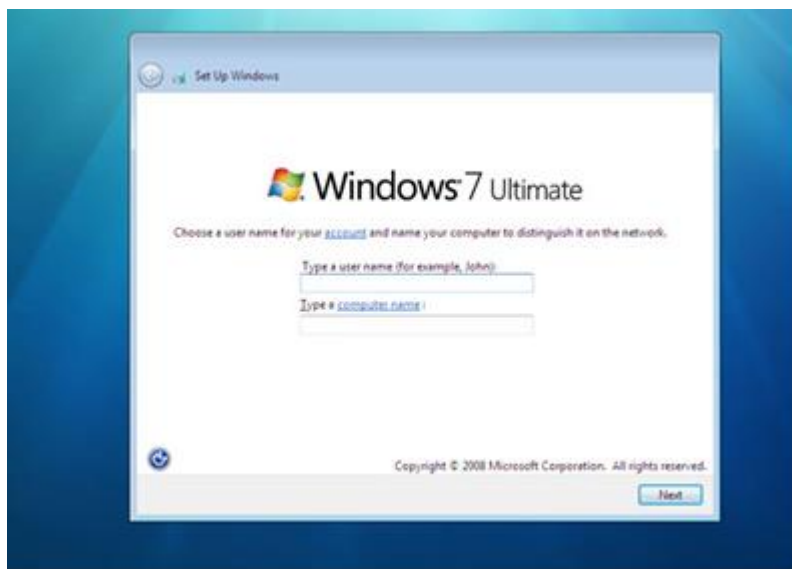 Set Up Windows
Windows 7 Ultimate
Choose a user name for your account and name your computer to distinguish it on the network.
Type a user name (for example, John):
Type a computer name:
Copyright © 2008 Microsoft Corporation. All rights reserved.
Next